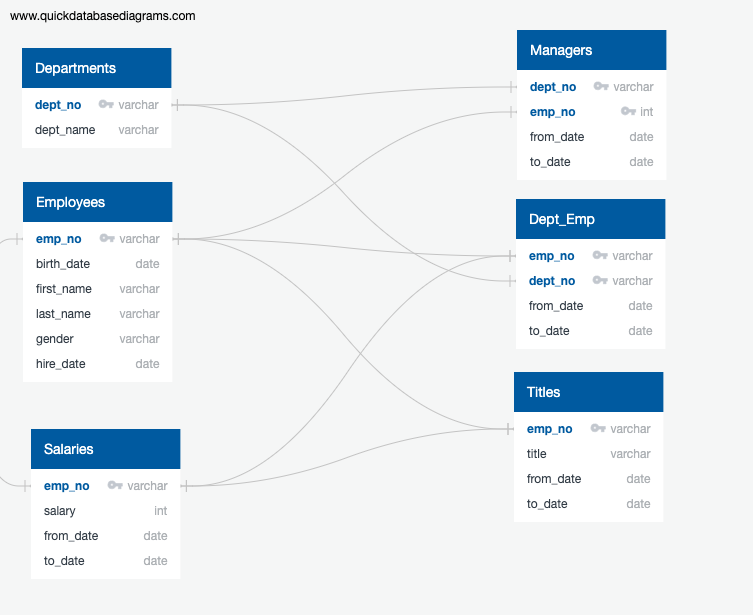 www.quickdatabasediagrams.com
Departments
dept_no varchar
dept_name varchar
Employees
emp_no varchar
birth_date date
first_name varchar
last_name varchar
gender varchar
hire_date date
Salaries
emp_no varchar
salary int
from_date date
to_date date
Managers
dept_no varchar
emp_no int
from_date date
to_date date
Dept_Emp
emp_no varchar
dept_no varchar
from_date date
to_date date
Titles
emp_no varchar
title varchar
from_date date
to_date date